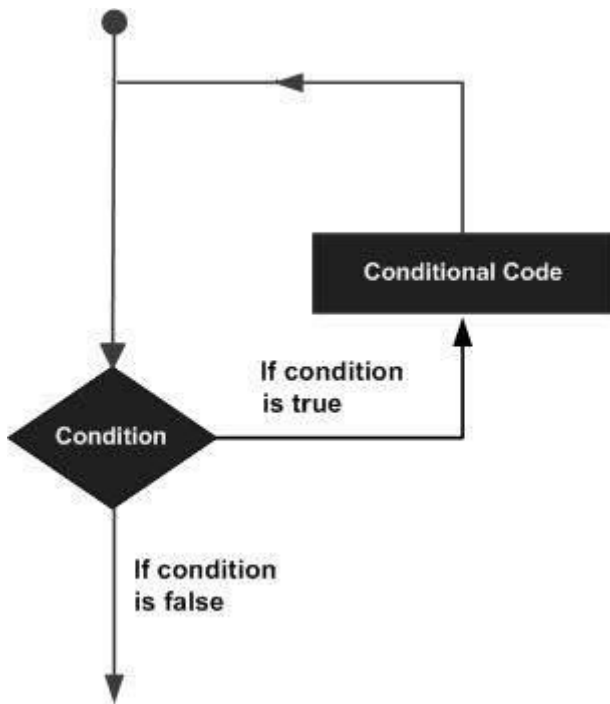 Conditional Code
If condition
is true
Condition
If condition
is false